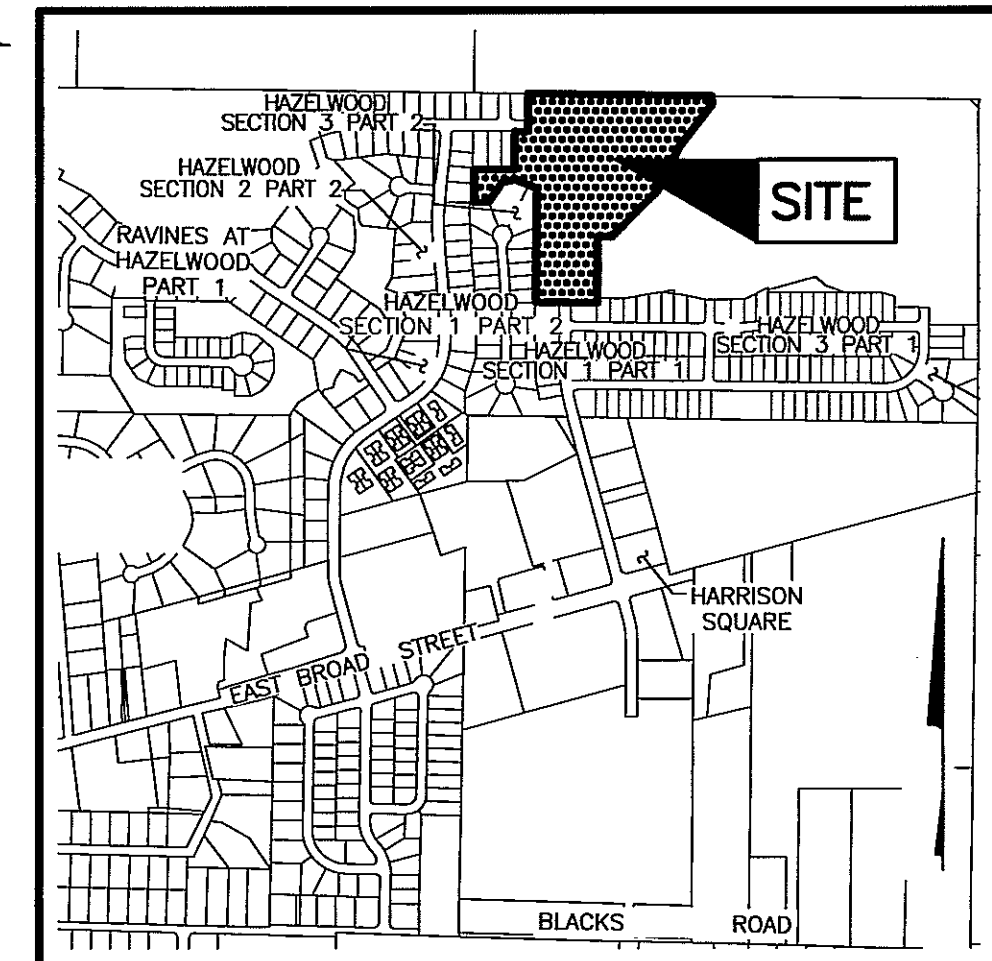 HAZELWOOD
SECTION 3 PART 2
HAZELWOOD
SECTION 2 PART 2
SITE
RAVINES AT
HAZELWOOD
PART 1
HAZELWOOD
SECTION 1 PART 2
HAZELWOOD
SECTION 1 PART 1
HAZELWOOD
SECTION 3 PART 1
HARRISON
SQUARE
EAST BROAD STREET
BLACKS ROAD